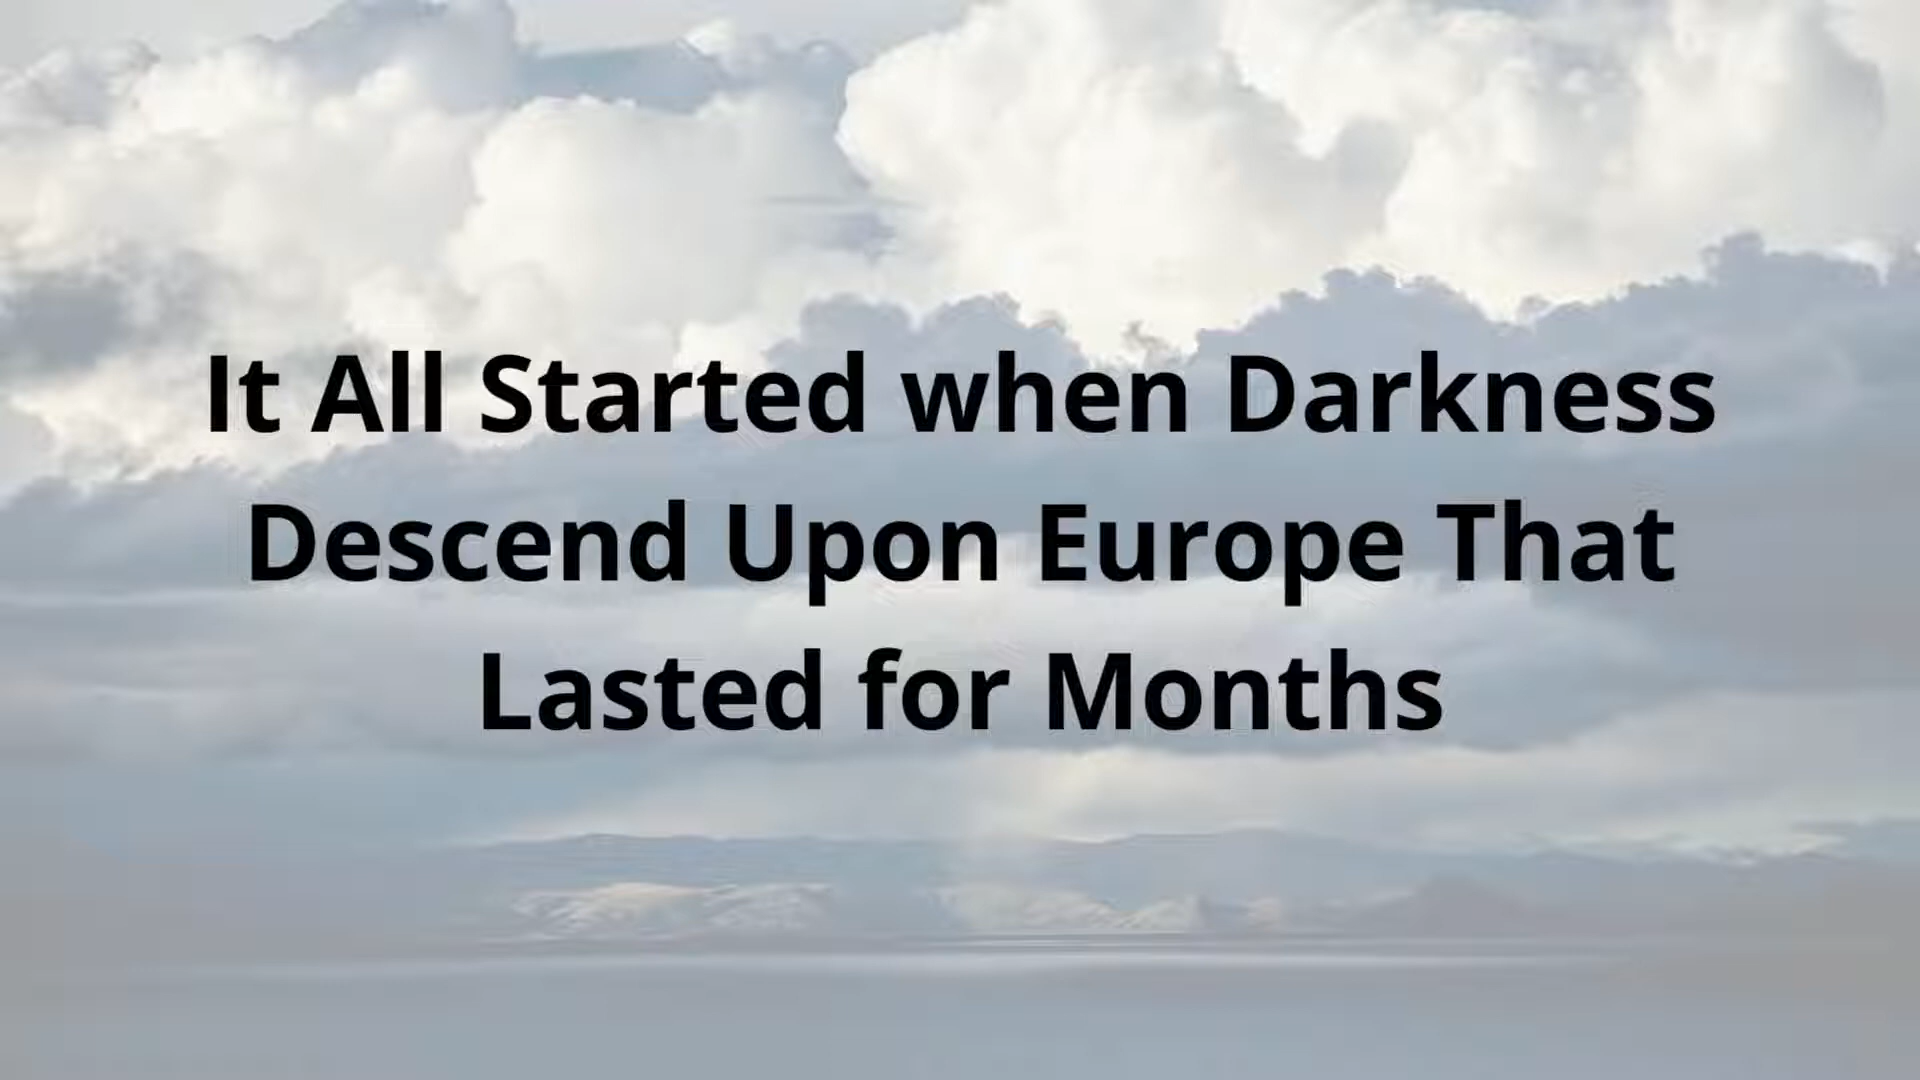 It All Started when Darkness
Descend Upon Europe That
Lasted for Months